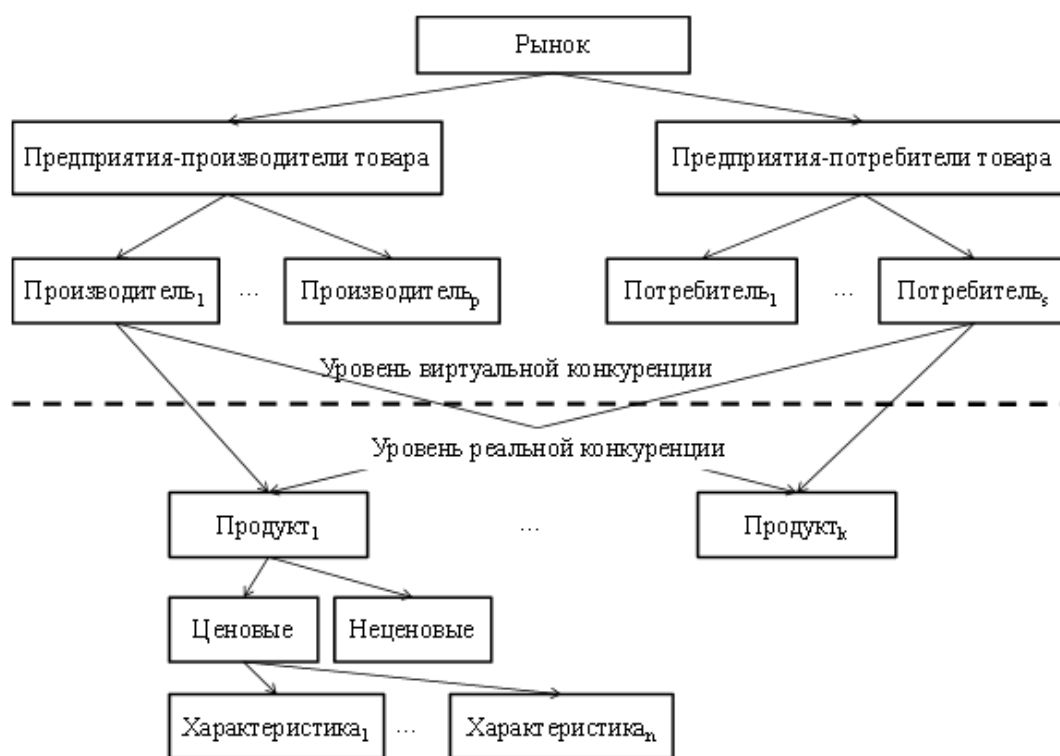 Рынок
Предприятия-производители товара
Предприятия-потребители товара
Производитель1
...
Производительp
Потребитель1
...
Потребительs
Уровень виртуальной конкуренции
Уровень реальной конкуренции
Продукт1
...
Продуктk
Ценовые
Неценовые
Характеристика1
...
Характеристикаn